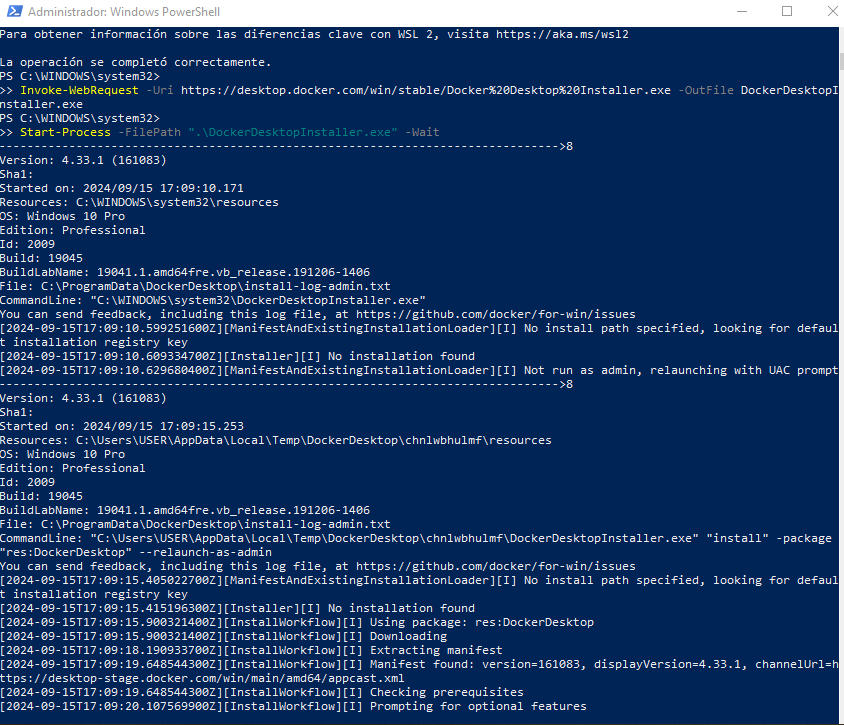 Administrador: Windows PowerShell
Para obtener información sobre las diferencias clave con WSL 2, visita https://aka.ms/wsl2
La operación se completó correctamente.
PS C:\WINDOWS\system32>
>> Invoke-WebRequest -Uri https://desktop.docker.com/win/stable/Docker%20Desktop%20Installer.exe -OutFile DockerDesktopI
nstaller.exe
PS C:\WINDOWS\system32>
>> Start-Process -FilePath ".\DockerDesktopInstaller.exe" -Wait
-------------------------------------------------------------------------------->8
Version: 4.33.1 (161083)
Sha1:
Started on: 2024/09/15 17:09:10.171
Resources: C:\WINDOWS\system32\resources
OS: Windows 10 Pro
Edition: Professional
Id: 2009
Build: 19045
BuildLabName: 19041.1.amd64fre.vb_release.191206-1406
File: C:\ProgramData\DockerDesktop\install-log-admin.txt
CommandLine: "C:\WINDOWS\system32\DockerDesktopInstaller.exe"
You can send feedback, including this log file, at https://github.com/docker/for-win/issues
[2024-09-15T17:09:10.599251600Z][ManifestAndExistingInstallationLoader][I] No install path specified, looking for defaul
t installation registry key
[2024-09-15T17:09:10.609334700Z][Installer][I] No installation found
[2024-09-15T17:09:10.629680400Z][ManifestAndExistingInstallationLoader][I] Not run as admin, relaunching with UAC prompt
-------------------------------------------------------------------------------->8
Version: 4.33.1 (161083)
Sha1:
Started on: 2024/09/15 17:09:15.253
Resources: C:\Users\USER\AppData\Local\Temp\DockerDesktop\chnlwbhulmf\resources
OS: Windows 10 Pro
Edition: Professional
Id: 2009
Build: 19045
BuildLabName: 19041.1.amd64fre.vb_release.191206-1406
File: C:\ProgramData\DockerDesktop\install-log-admin.txt
CommandLine: "C:\Users\USER\AppData\Local\Temp\DockerDesktop\chnlwbhulmf\DockerDesktopInstaller.exe" "install" -package
"res:DockerDesktop" --relaunch-as-admin
You can send feedback, including this log file, at https://github.com/docker/for-win/issues
[2024-09-15T17:09:15.405022700Z][ManifestAndExistingInstallationLoader][I] No install path specified, looking for defaul
t installation registry key
[2024-09-15T17:09:15.415196300Z][Installer][I] No installation found
[2024-09-15T17:09:15.900321400Z][InstallWorkflow][I] Using package: res:DockerDesktop
[2024-09-15T17:09:15.900321400Z][InstallWorkflow][I] Downloading
[2024-09-15T17:09:18.190933700Z][InstallWorkflow][I] Extracting manifest
[2024-09-15T17:09:19.648544300Z][InstallWorkflow][I] Manifest found: version=161083, displayVersion=4.33.1, channelUrl=h
ttps://desktop-stage.docker.com/win/main/amd64/appcast.xml
[2024-09-15T17:09:19.648544300Z][InstallWorkflow][I] Checking prerequisites
[2024-09-15T17:09:20.107569900Z][InstallWorkflow][I] Prompting for optional features